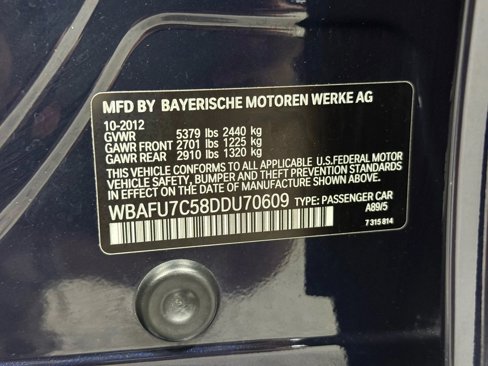 MFD BY BAYERISCHE MOTOREN WERKE AG
10-2012
GVWR 5379 lbs 2440 kg
GAWR FRONT 2701 lbs 1225 kg
GAWR REAR 2910 lbs 1320 kg
THIS VEHICLE CONFORMS TO ALL APPLICABLE U.S.FEDERAL MOTOR
VEHICLE SAFETY, BUMPER AND THEFT PREVENTION STANDARDS
IN EFFECT ON THE DATE OF MANUFACTURE SHOWN ABOVE.
WBAFU7C58DDU70609 TYPE: PASSENGER CAR
A89/5
7 315 814